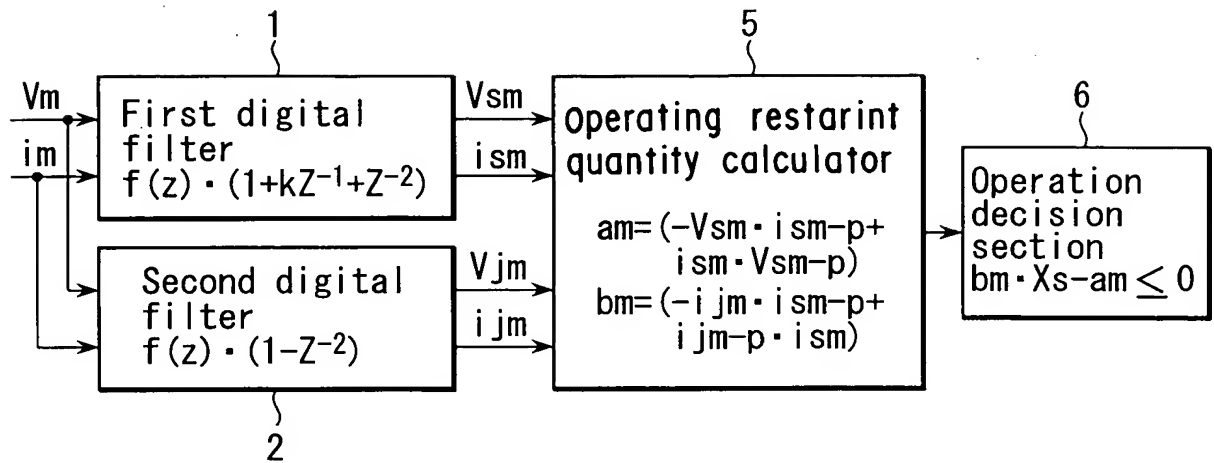 1
5
6
2
Vm
im
First digital
filter
f(z)·(1+kZ⁻¹+Z⁻²)
Vsm
ism
Second digital
filter
f(z)·(1-Z⁻²)
Vjm
ijm
Operating restarint
quantity calculator
am=(-Vsm·ism-p+
ism·Vsm-p)
bm=(-ijm·ism-p+
ijm-p·ism)
Operation
decision
section
bm·Xs-am ≤ 0